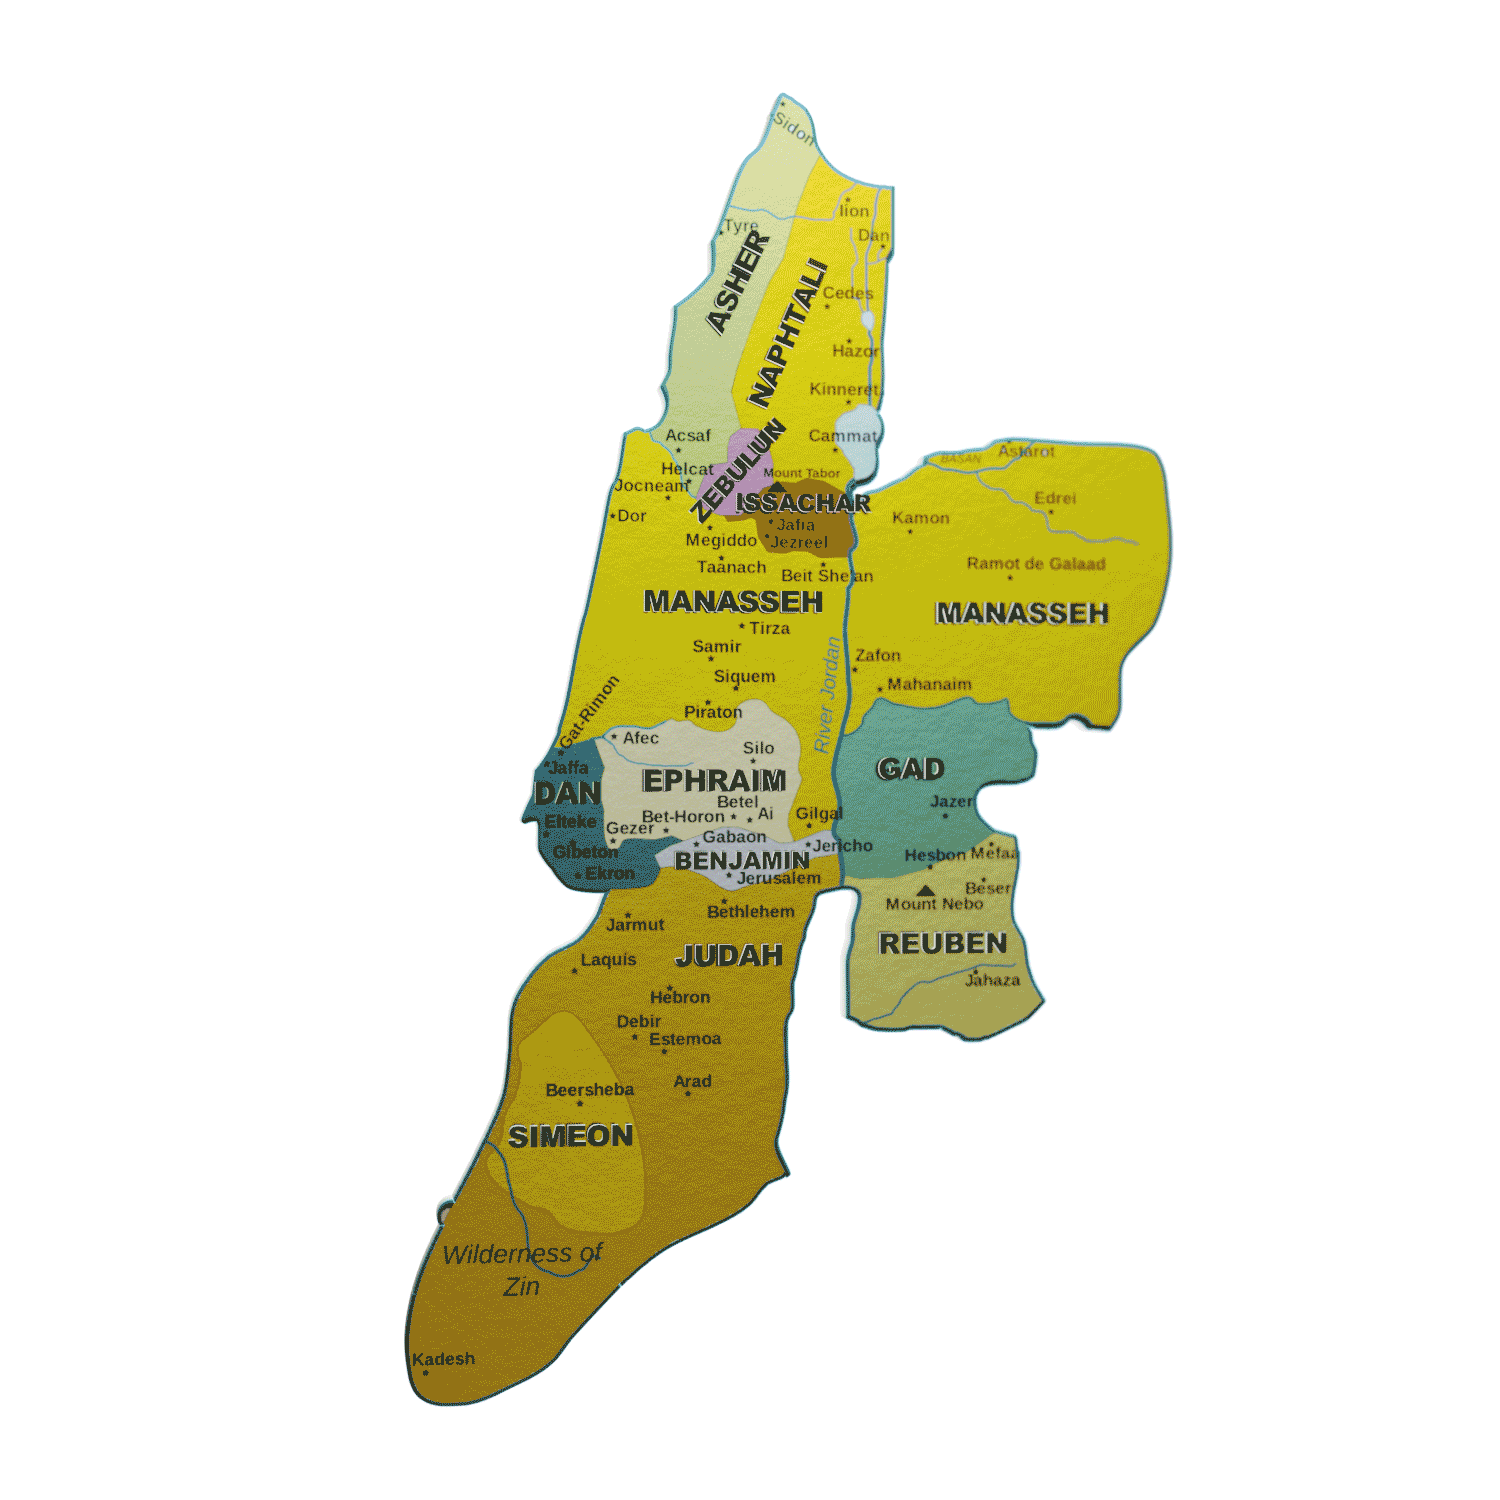 Sidon
Iion
Tyre
Dan
ASHER
NAPHTALI
Cedes
Hazor
Kinneret
Acsaf
Cammat
Helcat
ZEBULUN
Mount Tabor
Jocneam
ISSACHAR
Dor
Jafia
Megiddo
Jezreel
Taanach
Beit She'an
BASAN
Astarot
Edrei
Kamon
Ramot de Galaad
MANASSEH
MANASSEH
Tirza
Samir
River Jordan
Zafon
Siquem
Mahanaim
Gat-Rimon
Piraton
Afec
Silo
Jaffa
DAN
EPHRAIM
GAD
Betel
Jazer
Elteke
Gezer
Bet-Horon
Ai
Gilgal
Gabaon
Jericho
Gibeton
BENJAMIN
Hesbon
Mefaa
Ekron
Jerusalem
Beser
Mount Nebo
Bethlehem
Jarmut
REUBEN
JUDAH
Laquis
Jahaza
Hebron
Debir
Estemoa
Arad
Beersheba
SIMEON
Wilderness of
Zin
Kadesh